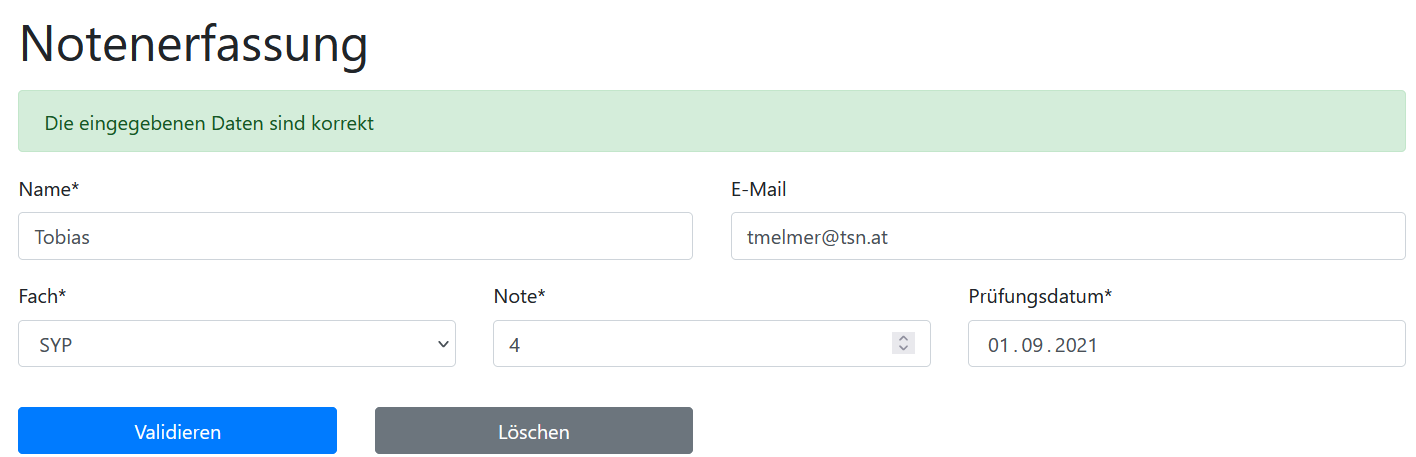 Notenerfassung
Die eingegebenen Daten sind korrekt
Name* E-Mail
Tobias tmelmer@tsn.at
Fach* Note* Prüfungsdatum*
SYP 4 01.09.2021
Validieren Löschen